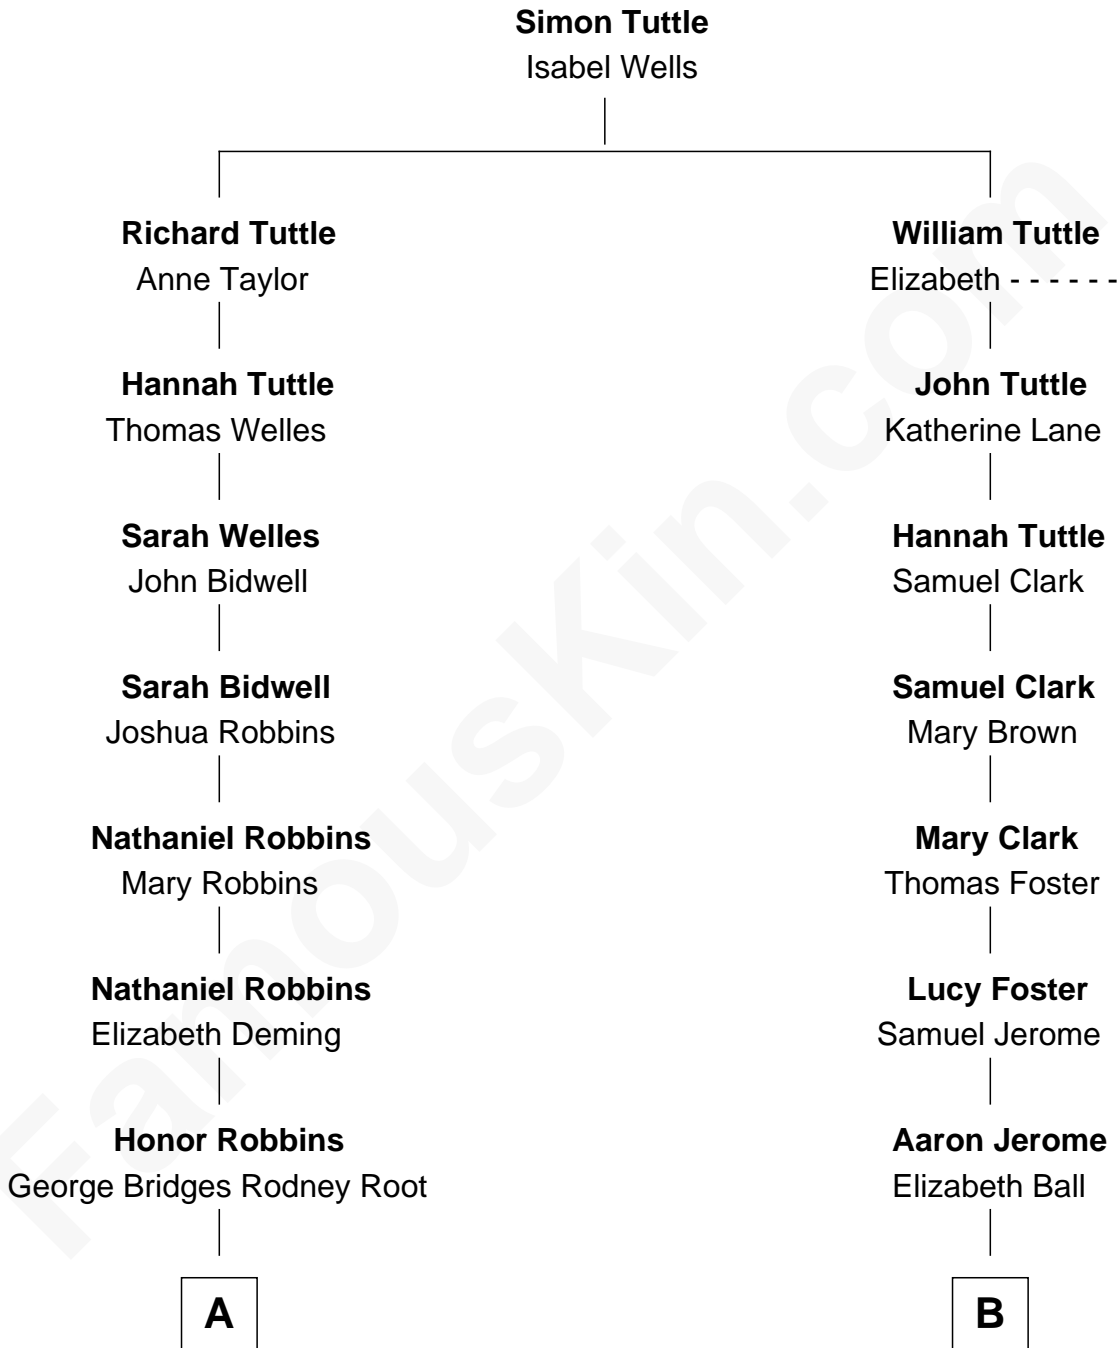 Simon Tuttle
Isabel Wells
Richard Tuttle
Anne Taylor
Hannah Tuttle
Thomas Welles
Sarah Welles
John Bidwell
Sarah Bidwell
Joshua Robbins
Nathaniel Robbins
Mary Robbins
Nathaniel Robbins
Elizabeth Deming
Honor Robbins
George Bridges Rodney Root
A
William Tuttle
Elizabeth - - - - - -
John Tuttle
Katherine Lane
Hannah Tuttle
Samuel Clark
Samuel Clark
Mary Brown
Mary Clark
Thomas Foster
Lucy Foster
Samuel Jerome
Aaron Jerome
Elizabeth Ball
B
FamousKin.com